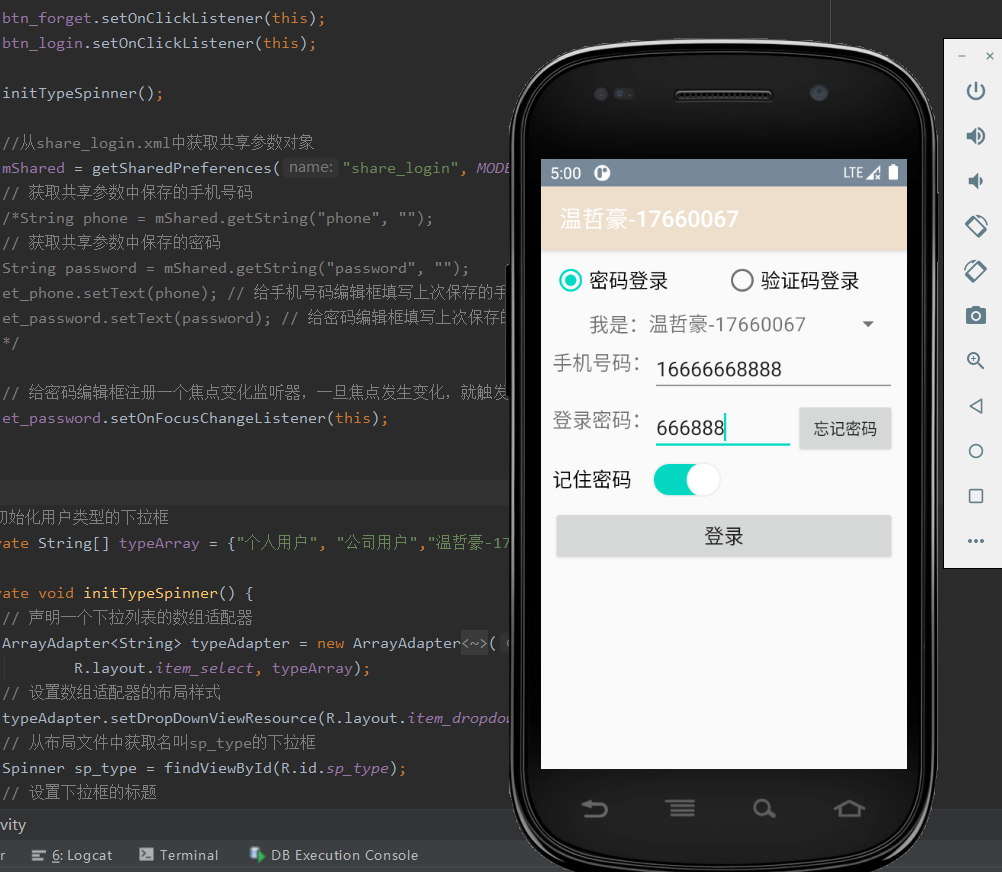 btn_forget.setOnClickListener(this);
btn_login.setOnClickListener(this);
initTypeSpinner();
//从share_login.xml中获取共享参数对象
mShared = getSharedPreferences( name: "share_login", MODE
// 获取共享参数中保存的手机号码
/*String phone = mShared.getString("phone", "");
// 获取共享参数中保存的密码
String password = mShared.getString("password", "");
et_phone.setText(phone); // 给手机号码编辑框填写上次保存的手
et_password.setText(password); // 给密码编辑框填写上次保存的
*/
// 给密码编辑框注册一个焦点变化监听器，一旦焦点发生变化，就触发
et_password.setOnFocusChangeListener(this);
初始化用户类型的下拉框
vate String[] typeArray = {"个人用户", "公司用户","温哲豪-17
vate void initTypeSpinner() {
// 声明一个下拉列表的数组适配器
ArrayAdapter<String> typeAdapter = new ArrayAdapter<~>(
R.layout.item_select, typeArray);
// 设置数组适配器的布局样式
typeAdapter.setDropDownViewResource(R.layout.item_dropdow
// 从布局文件中获取名叫sp_type的下拉框
Spinner sp_type = findViewById(R.id.sp_type);
// 设置下拉框的标题
vity
r 6: Logcat Terminal DB Execution Console
5:00 LTE
温哲豪-17660067
密码登录 验证码登录
我是： 温哲豪-17660067
手机号码： 16666668888
登录密码： 666888 忘记密码
记住密码
登录